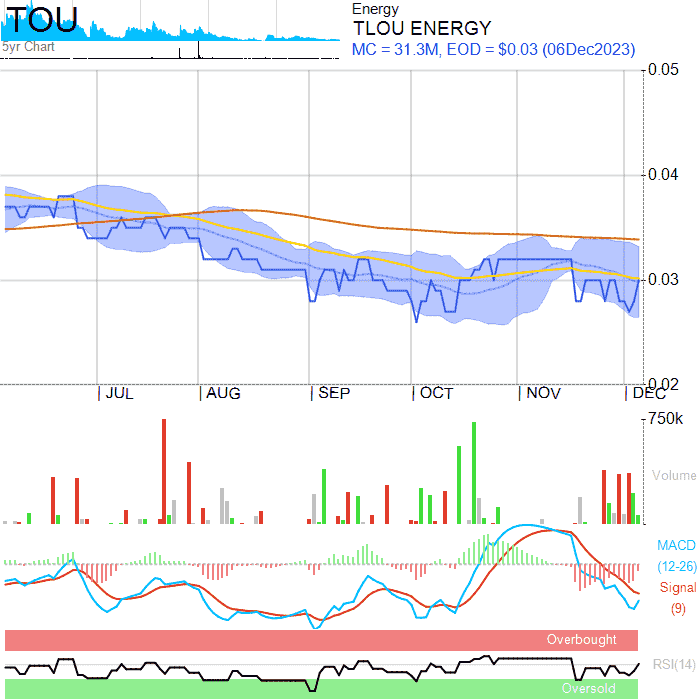 TOU
5yr Chart
Energy
TLOU ENERGY
MC = 31.3M, EOD = $0.03 (06Dec2023)
0.05
0.04
0.03
0.02
JUL
AUG
SEP
OCT
NOV
DEC
750k
Volume
MACD
(12-26)
Signal
(9)
Overbought
RSI(14)
Oversold